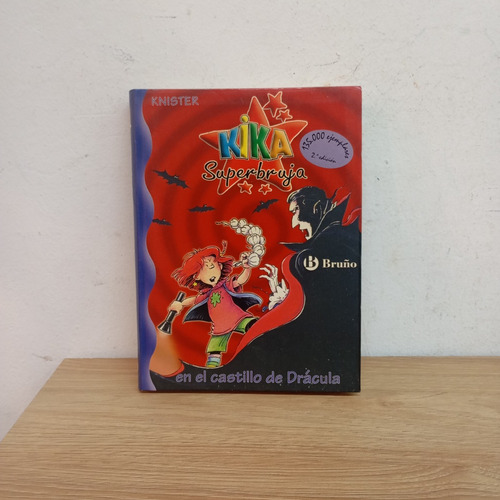 KNISTER
KIKA
Superbruja
135.000 ejemplares
2.ª edición
B Bruño
en el castillo de Drácula